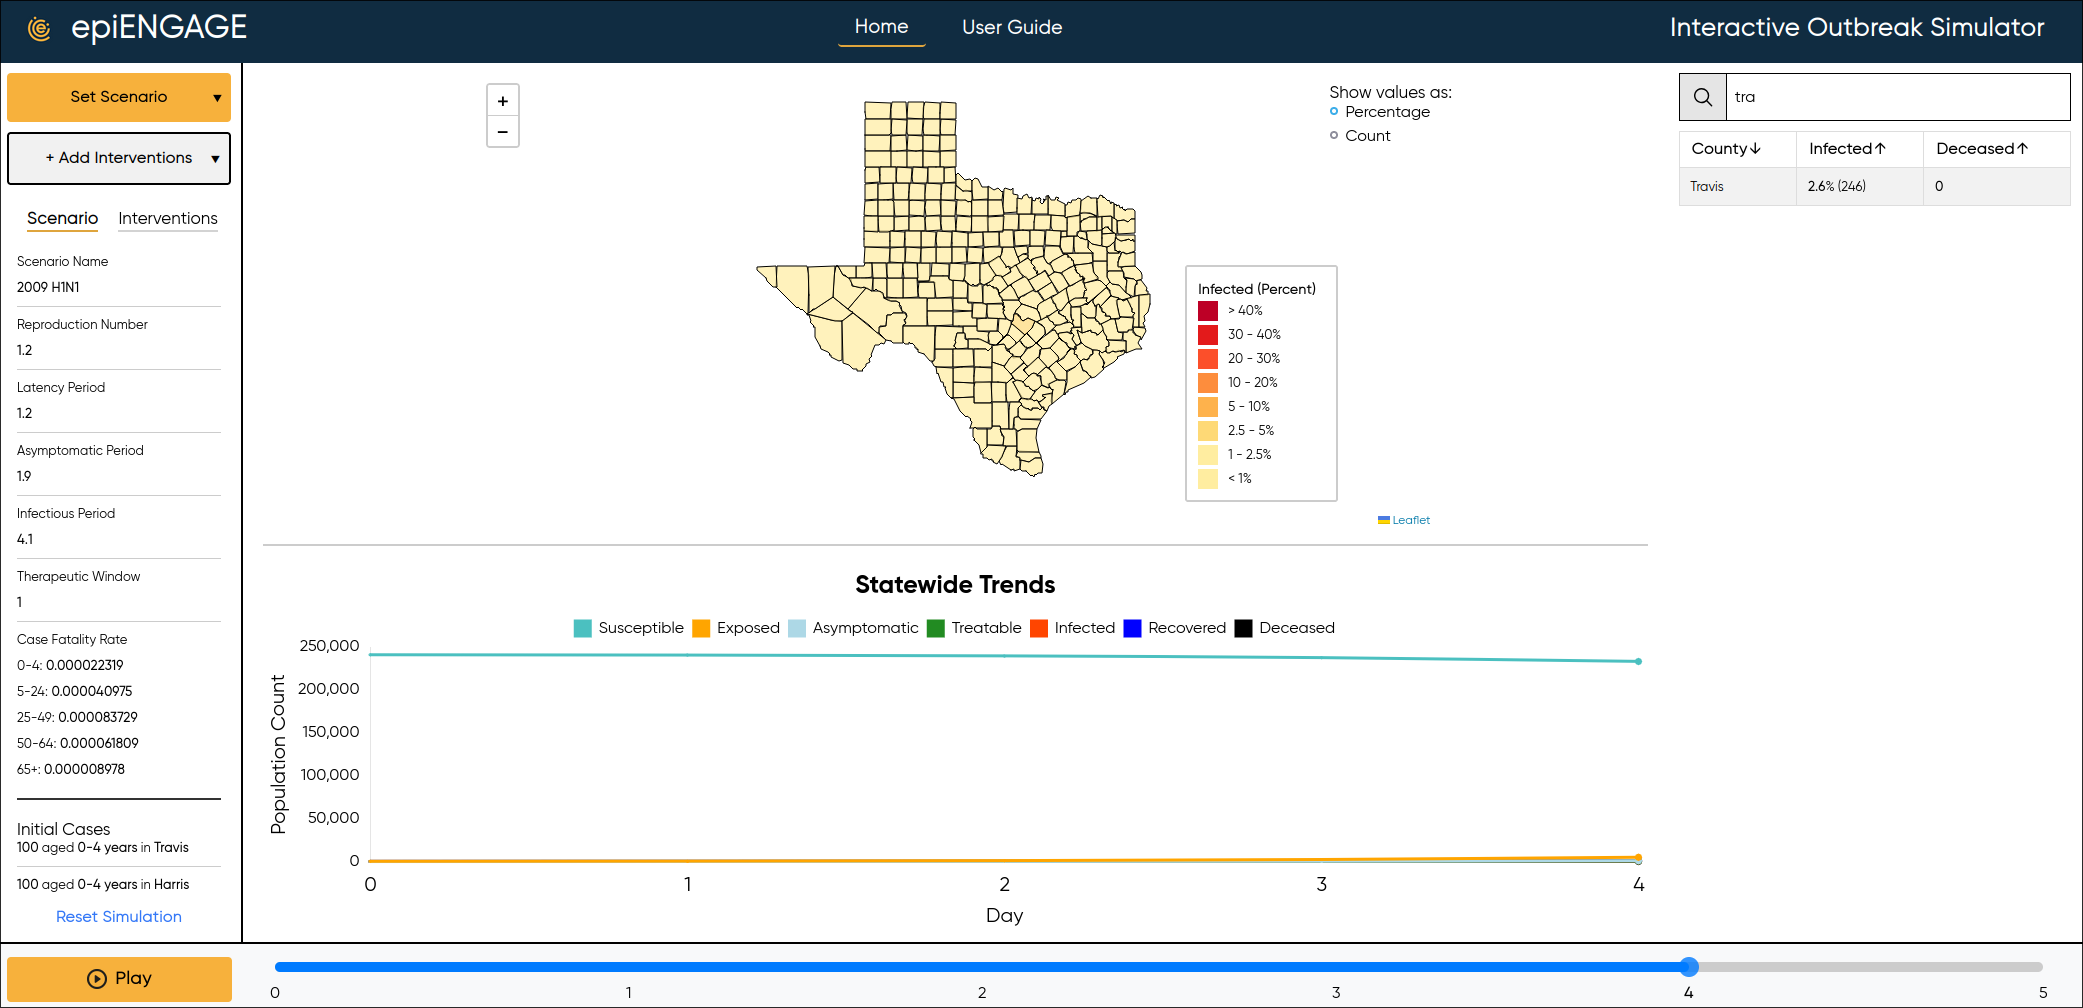 epiENGAGE
Home
User Guide
Interactive Outbreak Simulator
Set Scenario ▼
+ Add Interventions ▼
Scenario
Interventions
Scenario Name
2009 H1N1
Reproduction Number
1.2
Latency Period
1.2
Asymptomatic Period
1.9
Infectious Period
4.1
Therapeutic Window
1
Case Fatality Rate
0-4: 0.000022319
5-24: 0.000040975
25-49: 0.000083729
50-64: 0.000061809
65+: 0.000008978
Initial Cases
100 aged 0-4 years in Travis
100 aged 0-4 years in Harris
Reset Simulation
Play
+
−
Show values as:
Percentage
Count
Infected (Percent)
> 40%
30 - 40%
20 - 30%
10 - 20%
5 - 10%
2.5 - 5%
1 - 2.5%
< 1%
Leaflet
Statewide Trends
Susceptible Exposed Asymptomatic Treatable Infected Recovered Deceased
Population Count
250,000
200,000
150,000
100,000
50,000
0
0 1 2 3 4
Day
tra
County↓ Infected↑ Deceased↑
Travis 2.6% (246) 0
0 1 2 3 4 5